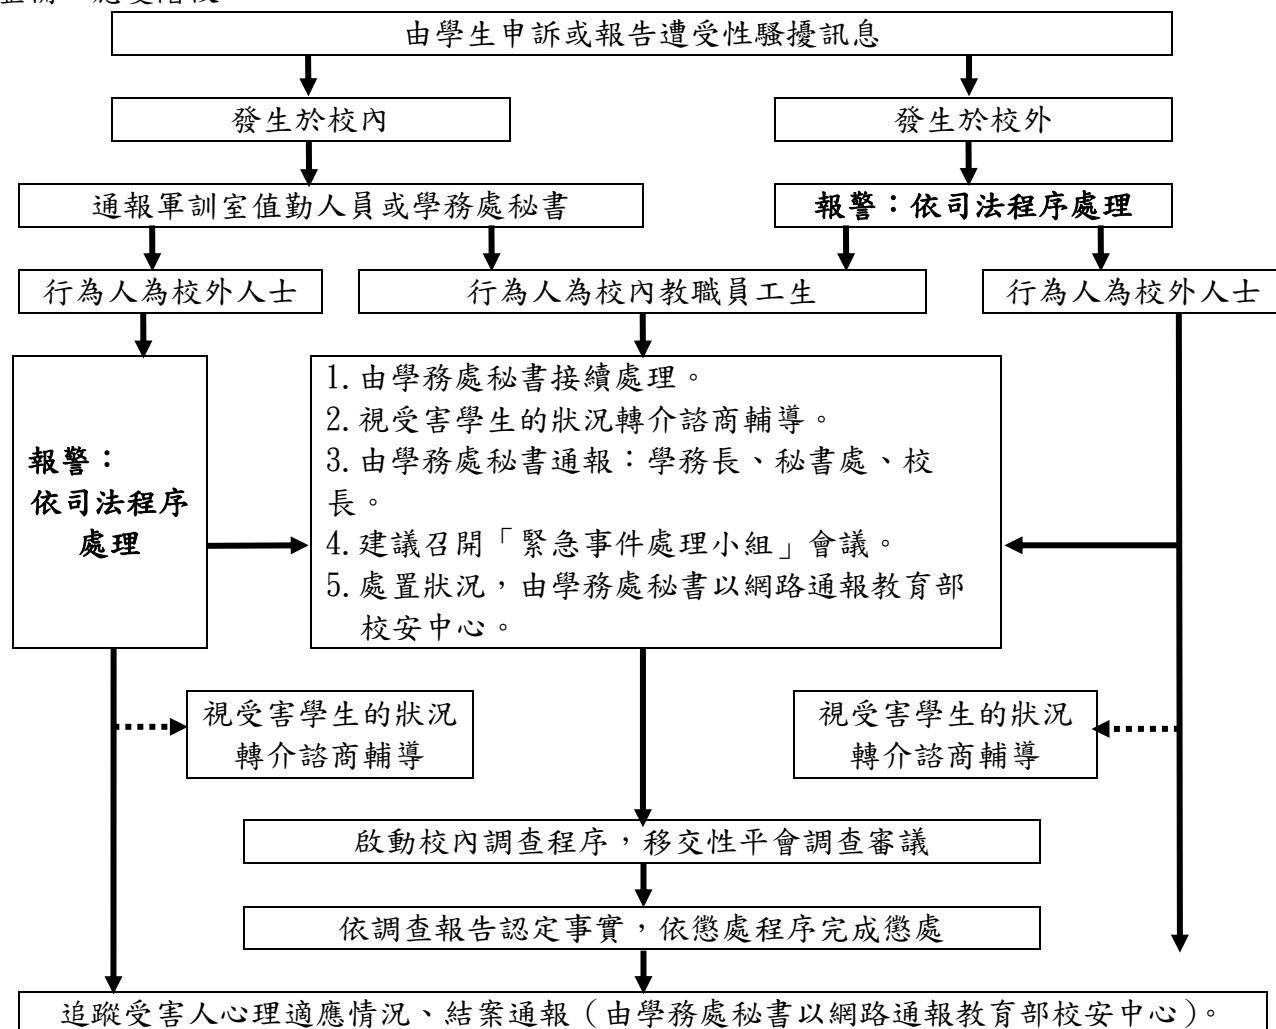 由學生申訴或報告遭受性騷擾訊息
發生於校內
發生於校外
通報軍訓室值勤人員或學務處秘書
報警：依司法程序處理
行為人為校外人士
行為人為校內教職員工生
行為人為校外人士
報警：
依司法程序
處理
1.由學務處秘書接續處理。
2.視受害學生的狀況轉介諮商輔導。
3.由學務處秘書通報：學務長、秘書處、校
長。
4.建議召開「緊急事件處理小組」會議。
5.處置狀況，由學務處秘書以網路通報教育部
校安中心。
視受害學生的狀況
轉介諮商輔導
視受害學生的狀況
轉介諮商輔導
啟動校內調查程序，移交性平會調查審議
依調查報告認定事實，依懲處程序完成懲處
追蹤受害人心理適應情況、結案通報（由學務處秘書以網路通報教育部校安中心）。